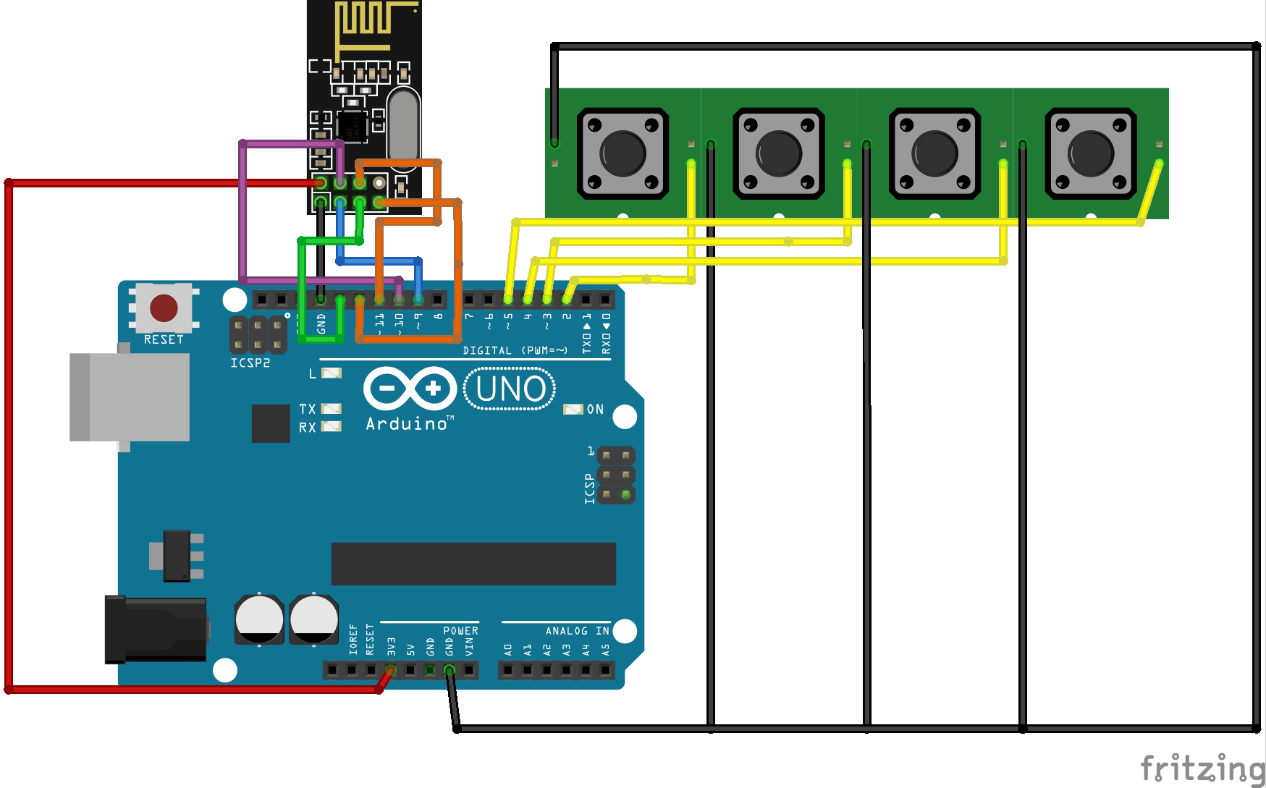 GND
~11
~10
~9
8
7
~6
~5
4
~3
2
TX0▶1
RX0◀0
RESET
ICSP2
DIGITAL (PWM=~)
L
TX
RX
UNO
Arduino™
ON
1
ICSP
POWER
ANALOG IN
IOREF
RESET
3V3
5V
GND
GND
VIN
A0
A1
A2
A3
A4
A5
fritzing